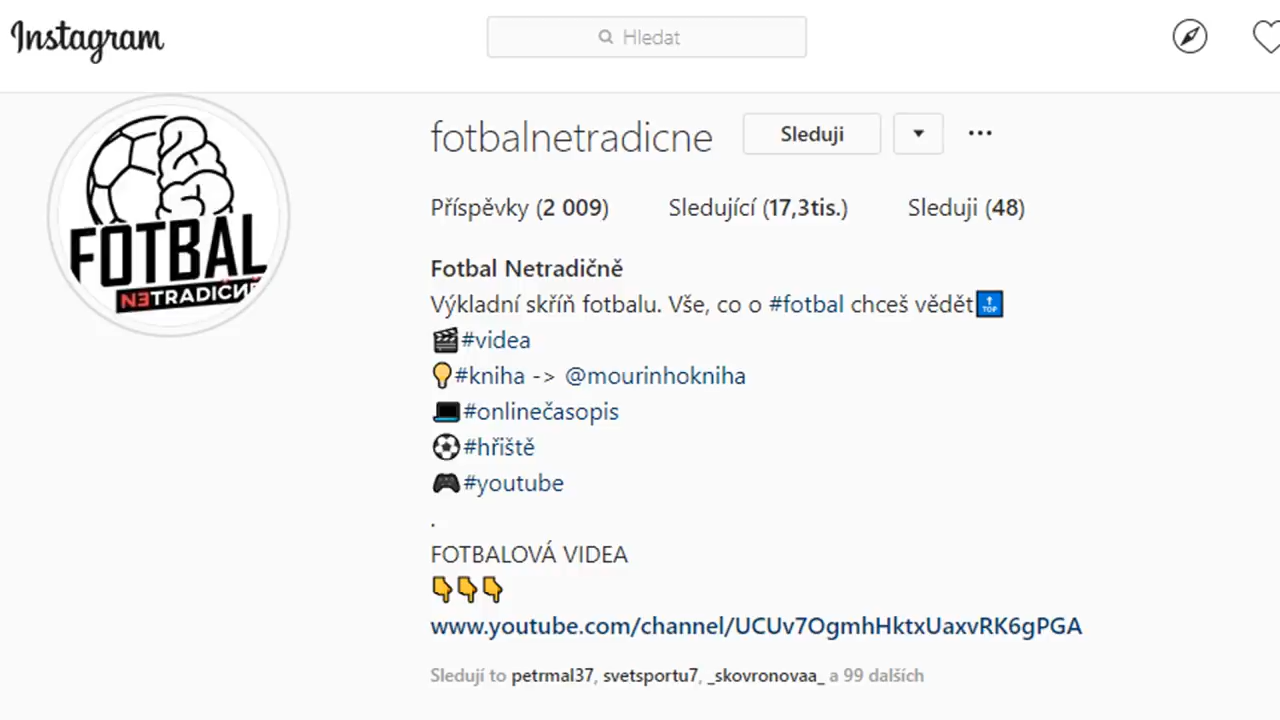 Instagram
Hledat
fotbalnetradicne Sleduji
Příspěvky (2 009) Sledující (17,3tis.) Sleduji (48)
FOTBAL
NETRADIČNĚ
Fotbal Netradičně
Výkladní skříň fotbalu. Vše, co o #fotbal chceš vědět🔝
🎬#videa
💡#kniha -> @mourinhokniha
💻#onlinečasopis
⚽#hřiště
🎮#youtube
.
FOTBALOVÁ VIDEA
👇👇👇
www.youtube.com/channel/UCUv7OgmhHktxUaxvRK6gPGA
Sledují to petrmal37, svetsportu7, _skovronovaa_ a 99 dalších